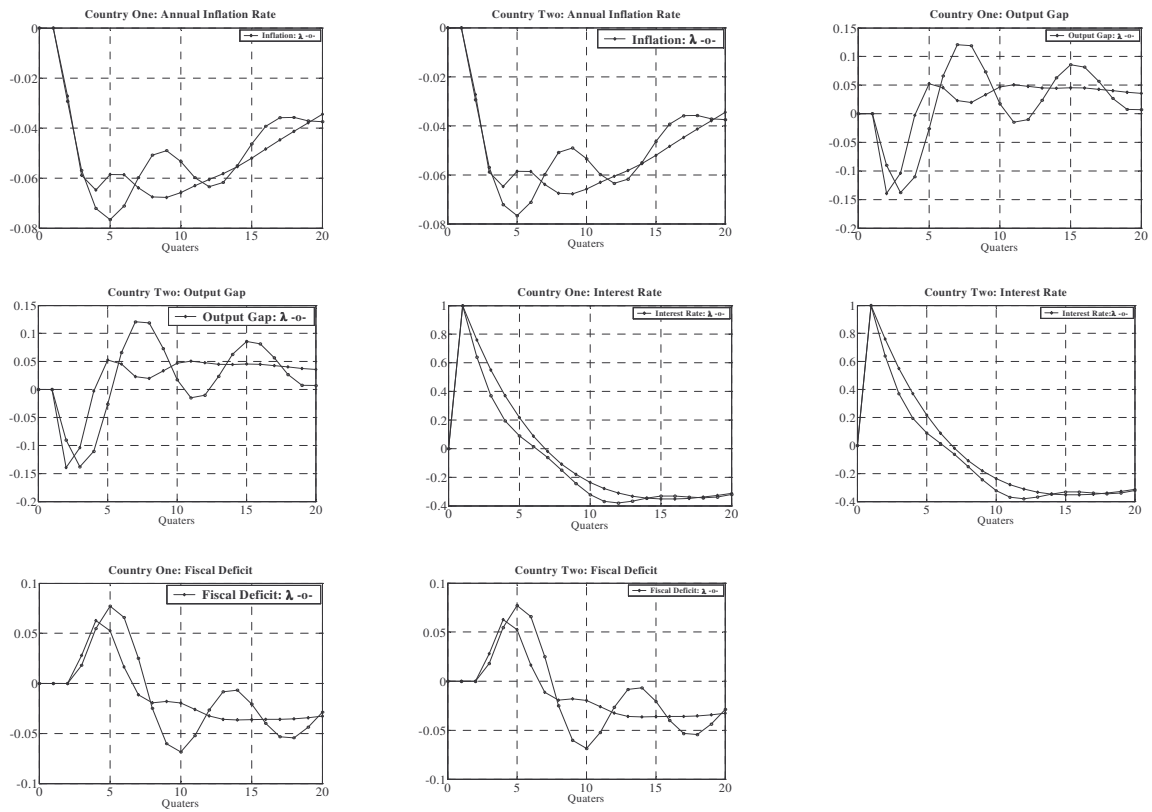 Country One: Annual Inflation Rate
Inflation: λ -o-
0
-0.02
-0.04
-0.06
-0.08
0 5 10 15 20
Quaters
Country Two: Annual Inflation Rate
Inflation: λ -o-
0
-0.02
-0.04
-0.06
-0.08
0 5 10 15 20
Quaters
Country One: Output Gap
Output Gap: λ -o-
0.15
0.1
0.05
0
-0.05
-0.1
-0.15
-0.2
0 5 10 15 20
Quaters
Country Two: Output Gap
Output Gap: λ -o-
0.15
0.1
0.05
0
-0.05
-0.1
-0.15
-0.2
0 5 10 15 20
Quaters
Country One: Interest Rate
Interest Rate: λ -o-
1
0.8
0.6
0.4
0.2
0
-0.2
-0.4
0 5 10 15 20
Quaters
Country Two: Interest Rate
Interest Rate:λ -o-
1
0.8
0.6
0.4
0.2
0
-0.2
-0.4
0 5 10 15 20
Quaters
Country One: Fiscal Deficit
Fiscal Deficit: λ -o-
0.1
0.05
0
-0.05
-0.1
0 5 10 15 20
Quaters
Country Two: Fiscal Deficit
Fiscal Deficit: λ -o-
0.1
0.05
0
-0.05
-0.1
0 5 10 15 20
Quaters